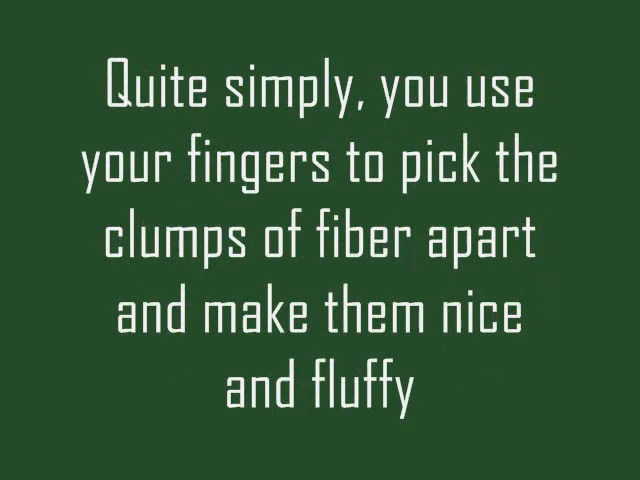 Quite simply, you use
your fingers to pick the
clumps of fiber apart
and make them nice
and fluffy